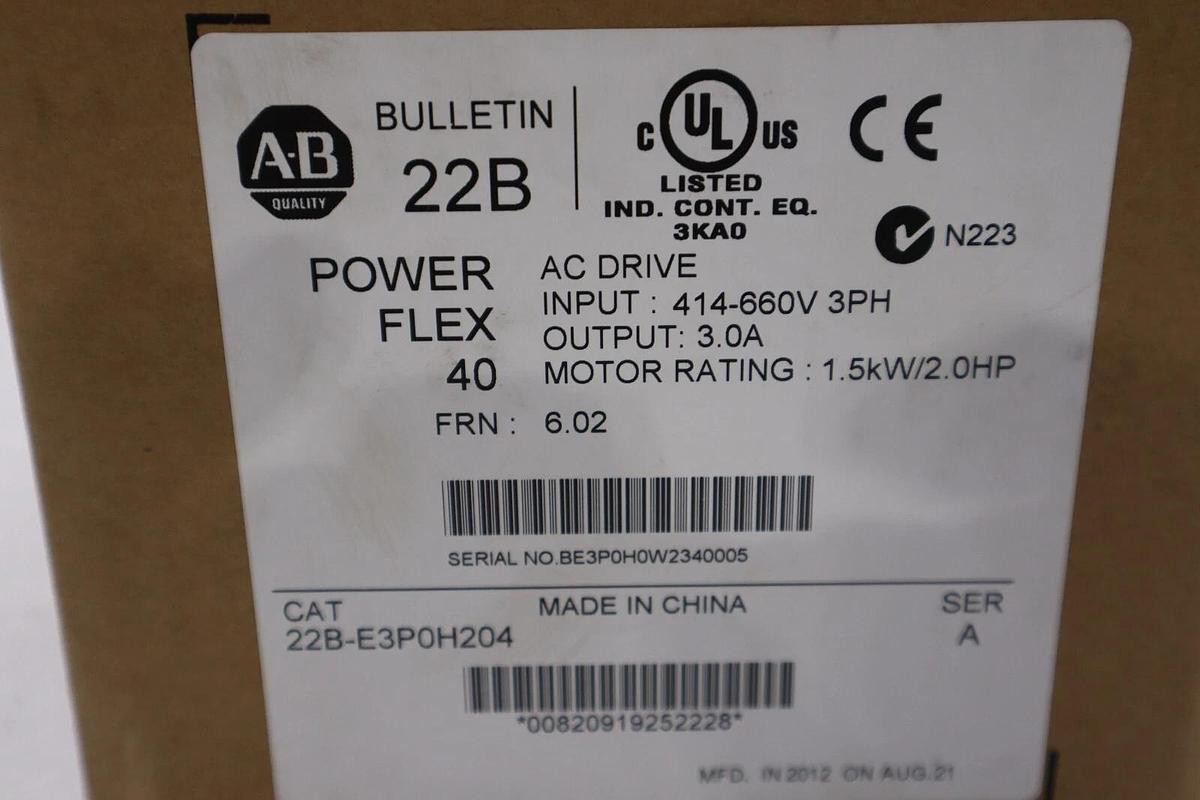 A-B
QUALITY
BULLETIN
22B
C UL US
LISTED
IND. CONT. EQ.
3KA0
CE
N223
POWER
FLEX
40
AC DRIVE
INPUT : 414-660V 3PH
OUTPUT: 3.0A
MOTOR RATING : 1.5kW/2.0HP
FRN : 6.02
SERIAL NO.BE3P0H0W2340005
CAT
22B-E3P0H204
MADE IN CHINA
SER
A
*00820919252228*
MFD. IN 2012 ON AUG.21